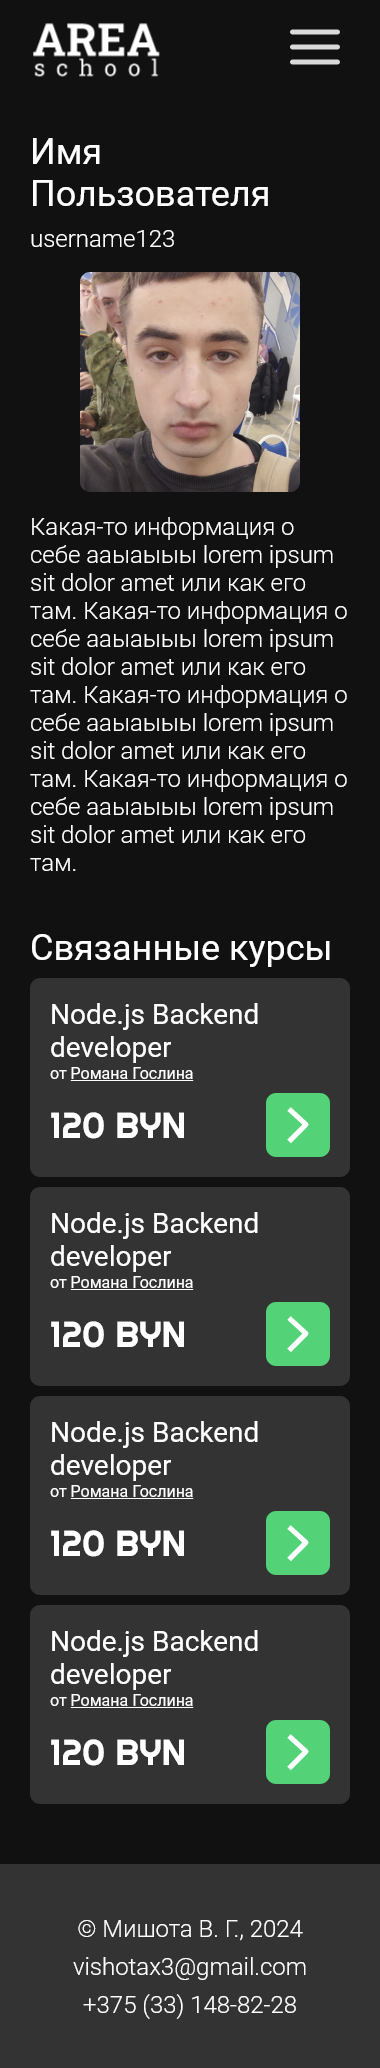 AREA
school
Имя
Пользователя
username123
Какая-то информация о
себе ааыаыыы lorem ipsum
sit dolor amet или как его
там. Какая-то информация о
себе ааыаыыы lorem ipsum
sit dolor amet или как его
там. Какая-то информация о
себе ааыаыыы lorem ipsum
sit dolor amet или как его
там. Какая-то информация о
себе ааыаыыы lorem ipsum
sit dolor amet или как его
там.
Связанные курсы
Node.js Backend
developer
от Романа Гослина
120 BYN
Node.js Backend
developer
от Романа Гослина
120 BYN
Node.js Backend
developer
от Романа Гослина
120 BYN
Node.js Backend
developer
от Романа Гослина
120 BYN
© Мишота В. Г., 2024
vishotax3@gmail.com
+375 (33) 148-82-28